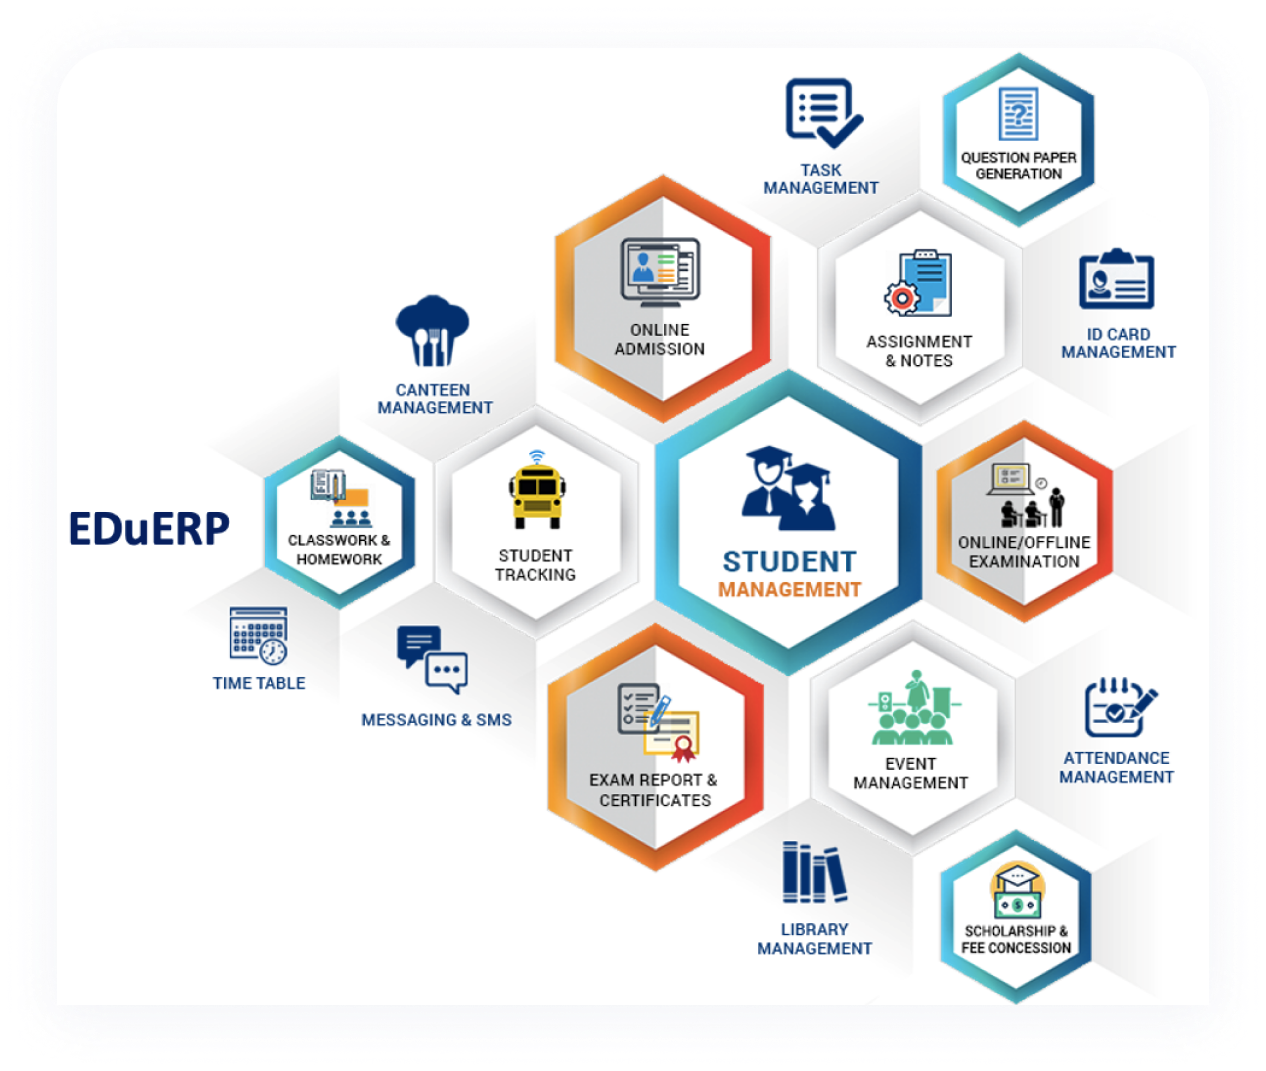 TASK
MANAGEMENT
QUESTION PAPER
GENERATION
ONLINE
ADMISSION
ASSIGNMENT
& NOTES
ID CARD
MANAGEMENT
CANTEEN
MANAGEMENT
EDuERP
CLASSWORK &
HOMEWORK
STUDENT
TRACKING
STUDENT
MANAGEMENT
ONLINE/OFFLINE
EXAMINATION
TIME TABLE
MESSAGING & SMS
EXAM REPORT &
CERTIFICATES
EVENT
MANAGEMENT
ATTENDANCE
MANAGEMENT
LIBRARY
MANAGEMENT
SCHOLARSHIP &
FEE CONCESSION